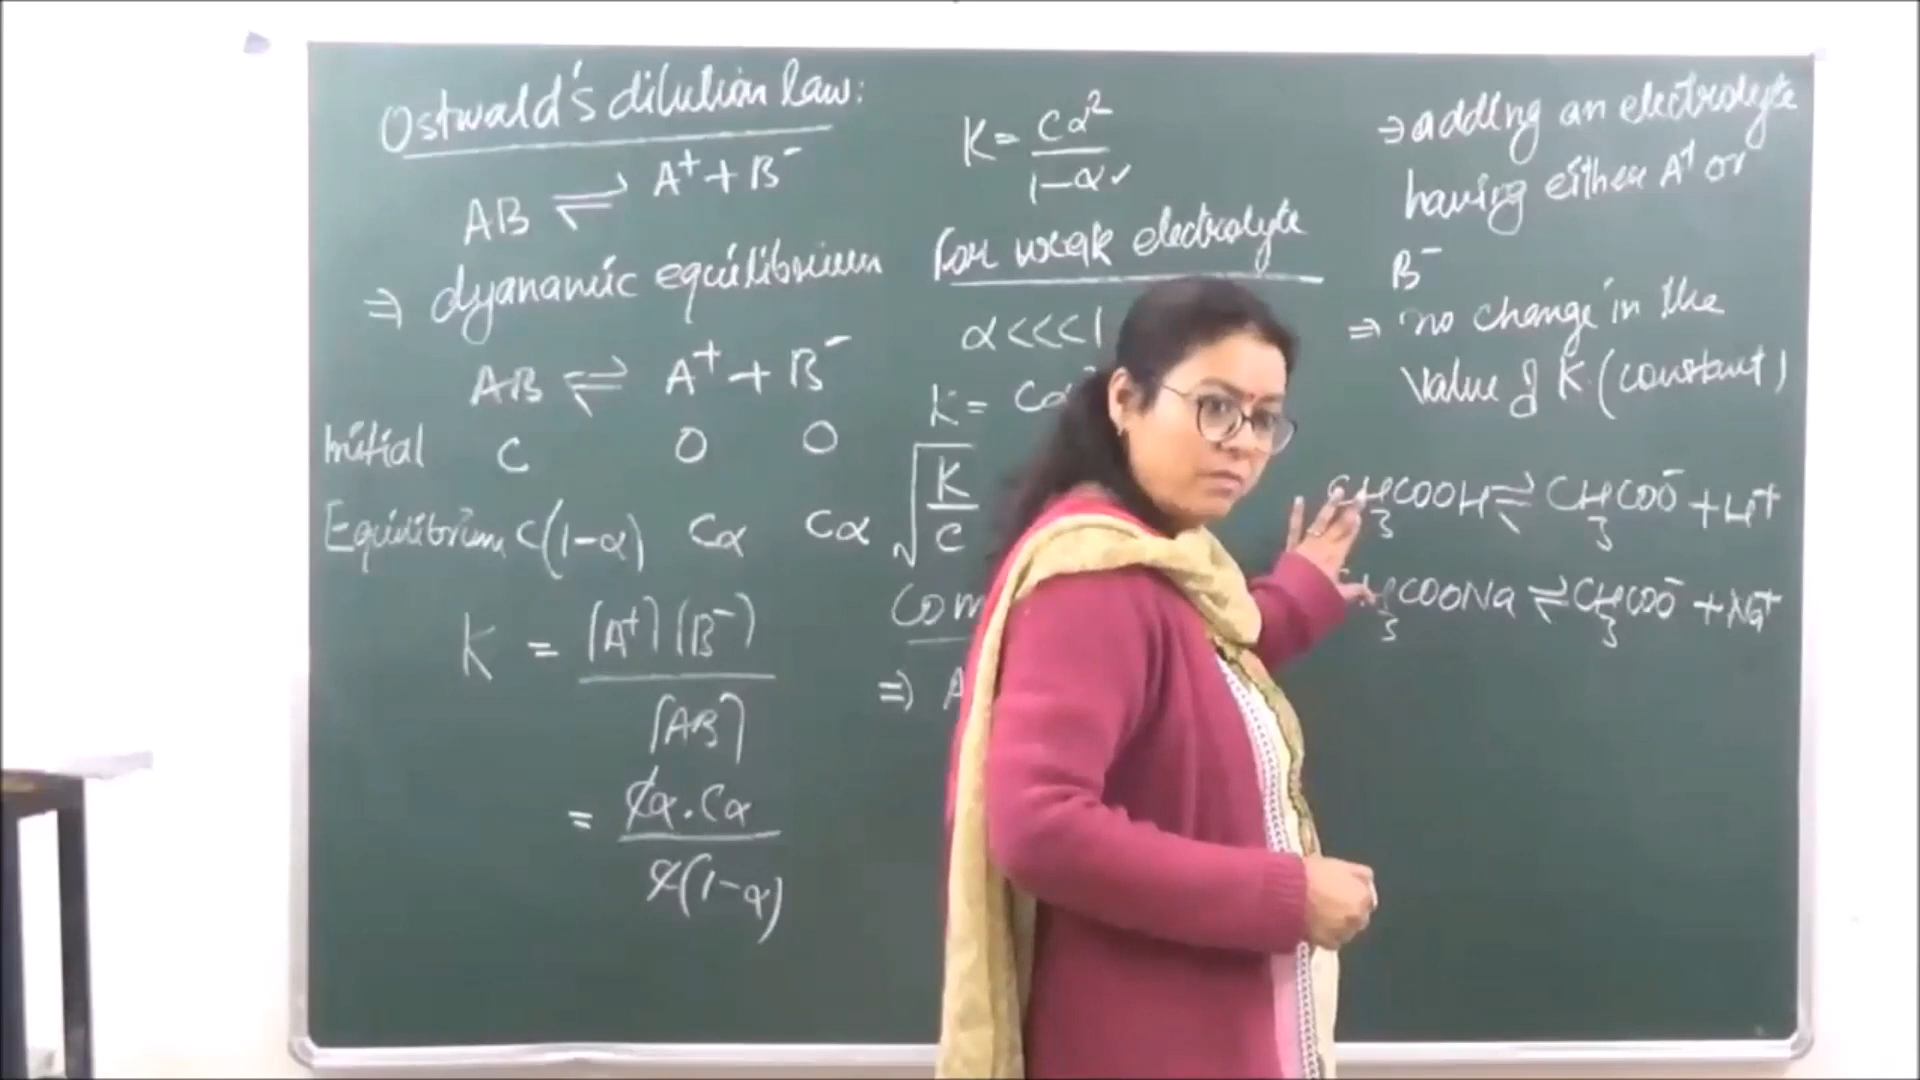 Ostwald's dilution law:
AB ⇌ A⁺ + B⁻
⇒ dyanamic equilibrium
AB ⇌ A⁺ + B⁻
Initial C O O
Equilibrium C(1-α) Cα Cα
K = [A⁺] [B⁻]
[AB]
= Cα. Cα
C(1-α)
K = Cα²
1-α ✓
For weak electrolyte
α <<< 1
K = Cα
√K
C
⇒ A
⇒ adding an electrolyte
having either A⁺ or
B⁻
⇒ no change in the
value of K (constant)
CH₃COOH ⇌ CH₃COO⁻ + H⁺
CH₃COONa ⇌ CH₃COO⁻ + Na⁺